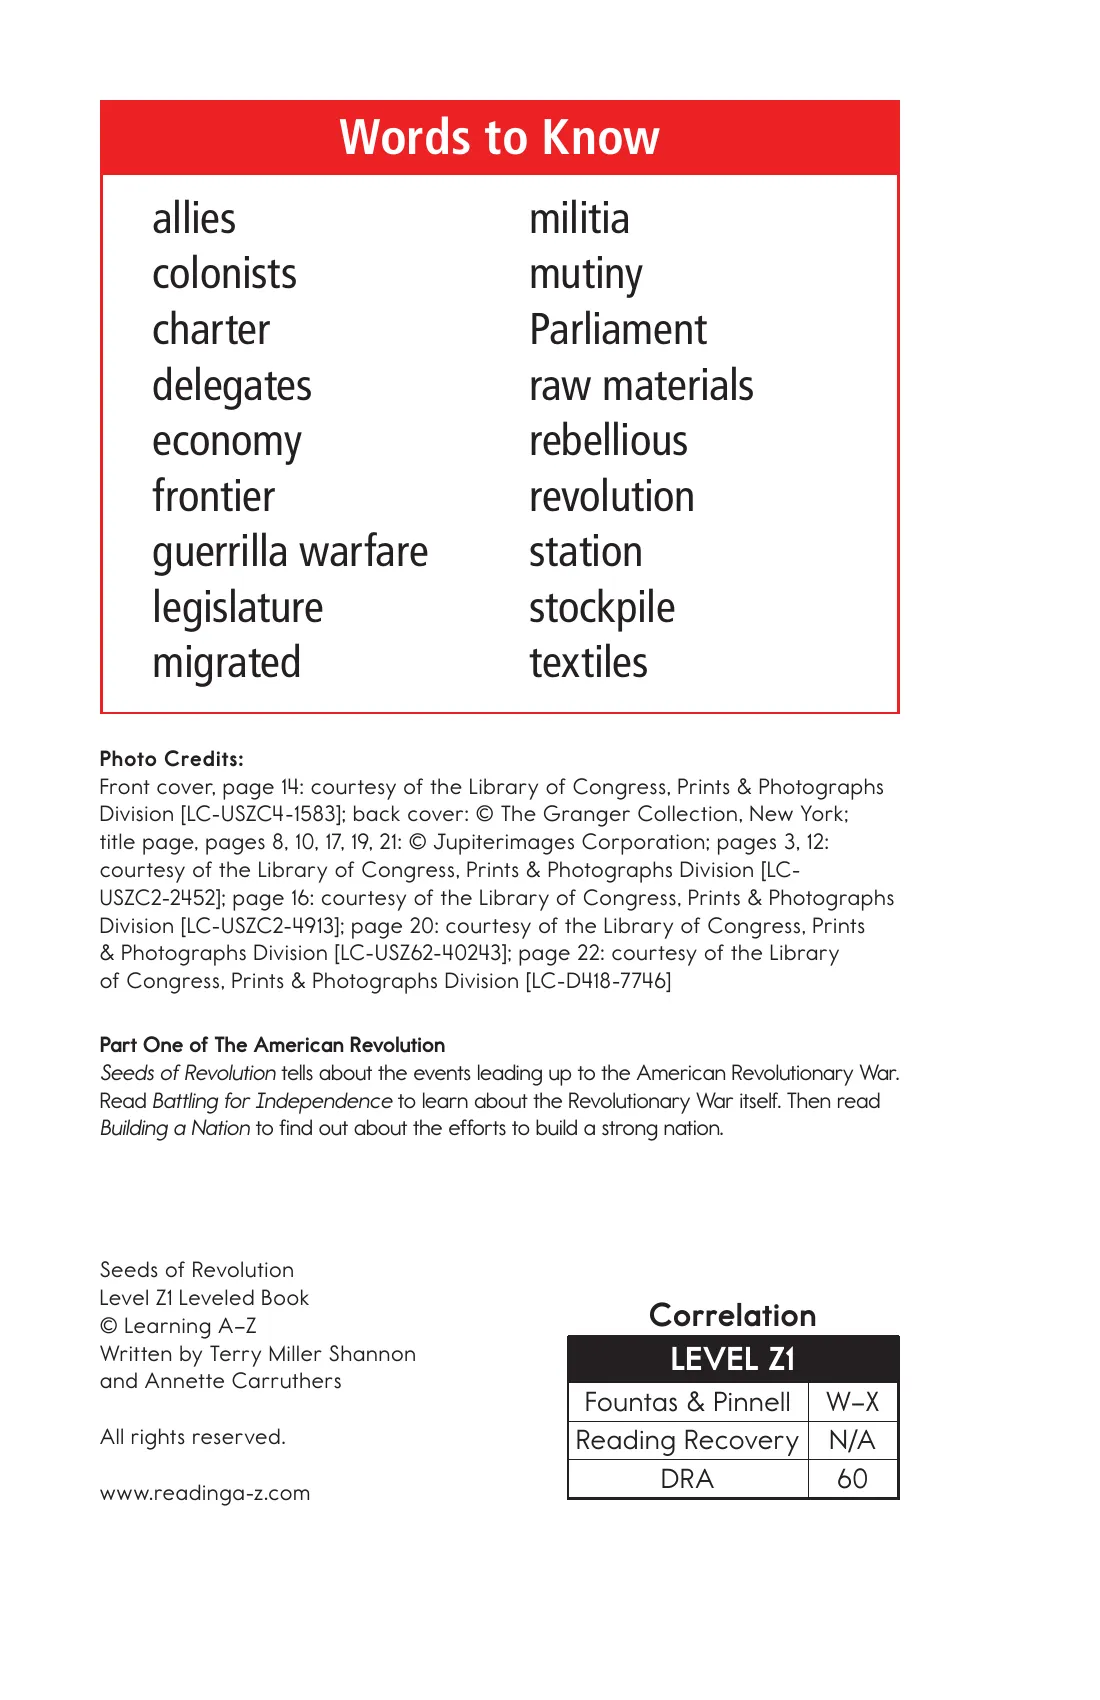 Words to Know
allies
colonists
charter
delegates
economy
frontier
guerrilla warfare
legislature
migrated
militia
mutiny
Parliament
raw materials
rebellious
revolution
station
stockpile
textiles
Photo Credits:
Front cover, page 14: courtesy of the Library of Congress, Prints & Photographs
Division [LC-USZC4-1583]; back cover: © The Granger Collection, New York;
title page, pages 8, 10, 17, 19, 21: © Jupiterimages Corporation; pages 3, 12:
courtesy of the Library of Congress, Prints & Photographs Division [LC-
USZC2-2452]; page 16: courtesy of the Library of Congress, Prints & Photographs
Division [LC-USZC2-4913]; page 20: courtesy of the Library of Congress, Prints
& Photographs Division [LC-USZ62-40243]; page 22: courtesy of the Library
of Congress, Prints & Photographs Division [LC-D418-7746]
Part One of The American Revolution
Seeds of Revolution tells about the events leading up to the American Revolutionary War.
Read Battling for Independence to learn about the Revolutionary War itself. Then read
Building a Nation to find out about the efforts to build a strong nation.
Seeds of Revolution
Level Z1 Leveled Book
© Learning A–Z
Written by Terry Miller Shannon
and Annette Carruthers
All rights reserved.
www.readinga-z.com
Correlation
LEVEL Z1
Fountas & Pinnell W–X
Reading Recovery N/A
DRA 60